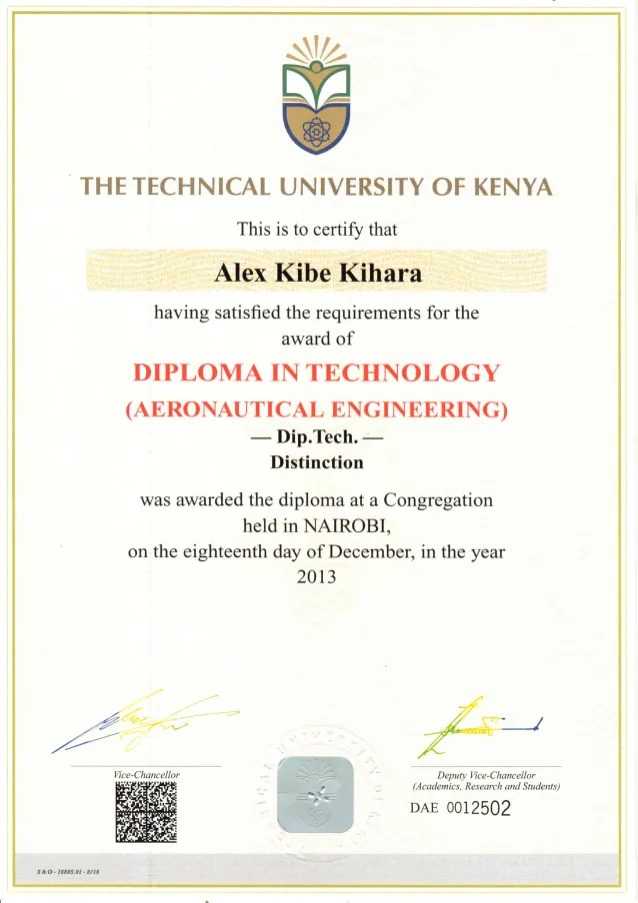 THE TECHNICAL UNIVERSITY OF KENYA
This is to certify that
Alex Kibe Kihara
having satisfied the requirements for the
award of
DIPLOMA IN TECHNOLOGY
(AERONAUTICAL ENGINEERING)
— Dip.Tech. —
Distinction
was awarded the diploma at a Congregation
held in NAIROBI,
on the eighteenth day of December, in the year
2013
Vice-Chancellor
Deputy Vice-Chancellor
(Academics, Research and Students)
DAE 0012502
S & O - 16885.01 - 2/16